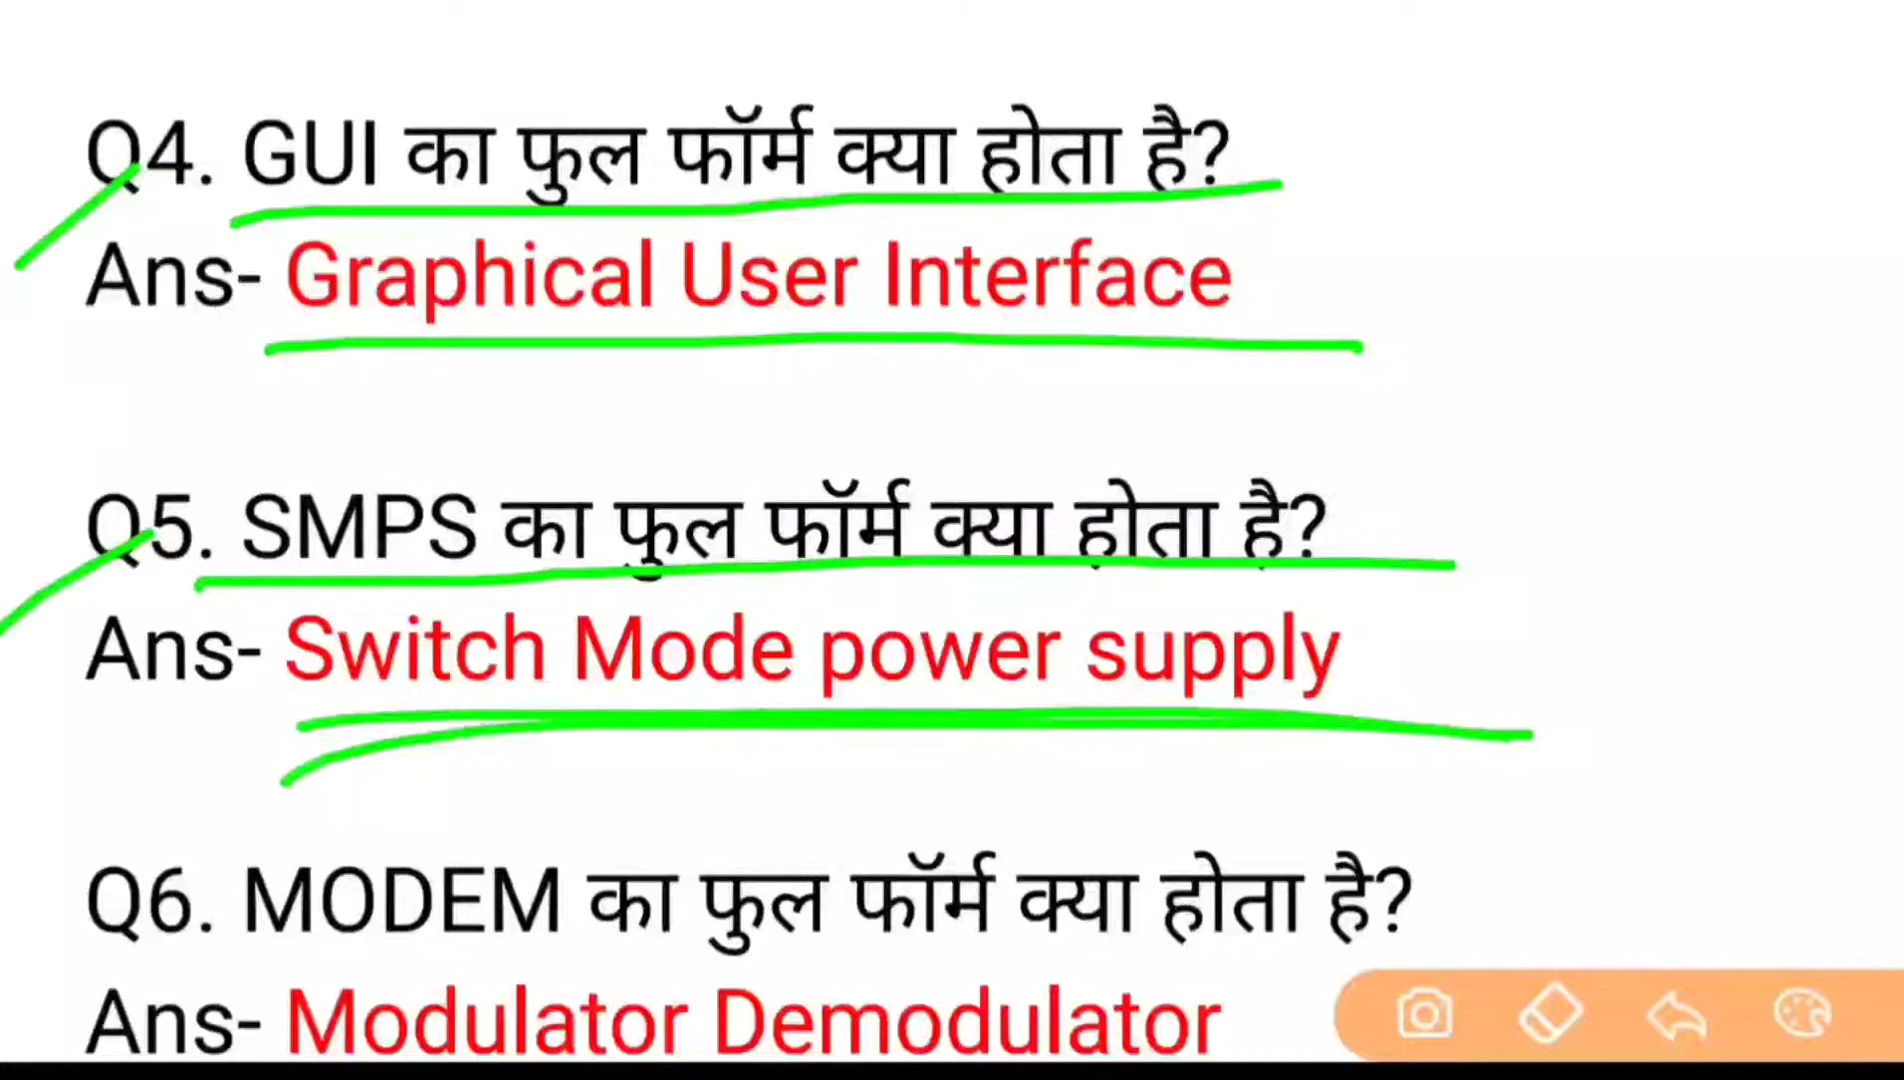 Q4. GUI का फुल फॉर्म क्या होता है?
Ans- Graphical User Interface
Q5. SMPS का फुल फॉर्म क्या होता है?
Ans- Switch Mode power supply
Q6. MODEM का फुल फॉर्म क्या होता है?
Ans- Modulator Demodulator